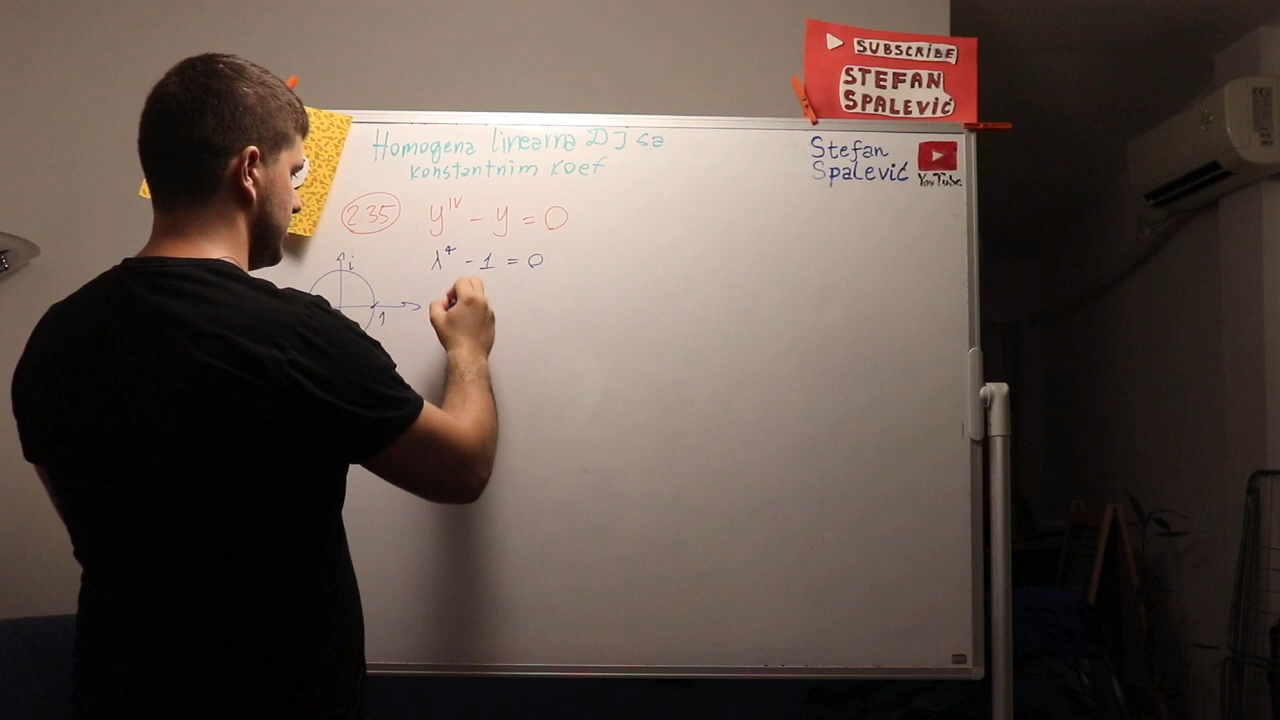 SUBSCRIBE
STEFAN
SPALEVIĆ
Homogena linearna DJ sa
konstantnim koef
Stefan
Spalević
YouTube
2.35 y^IV - y = 0
λ^4 - 1 = 0
i
1